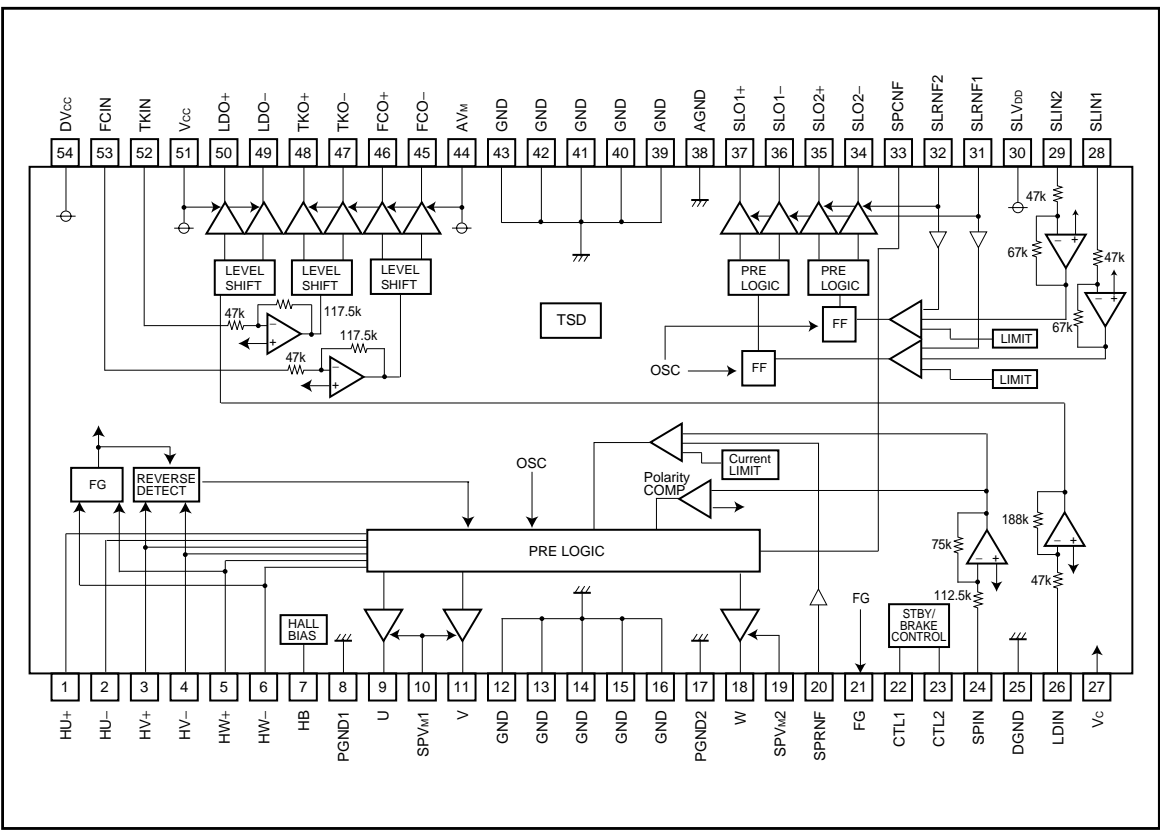 DVCC
FCIN
TKIN
VCC
LDO+
LDO−
TKO+
TKO−
FCO+
FCO−
AVM
GND
GND
GND
GND
GND
AGND
SLO1+
SLO1−
SLO2+
SLO2−
SPCNF
SLRNF2
SLRNF1
SLVDD
SLIN2
SLIN1
54 53 52 51 50 49 48 47 46 45 44 43 42 41 40 39 38 37 36 35 34 33 32 31 30 29 28
47k
67k
47k
67k
LEVEL
SHIFT
LEVEL
SHIFT
LEVEL
SHIFT
PRE
LOGIC
PRE
LOGIC
47k
117.5k
47k
117.5k
TSD
FF
FF
OSC
LIMIT
LIMIT
FG
REVERSE
DETECT
OSC
Current
LIMIT
Polarity
COMP
PRE LOGIC
75k
112.5k
188k
47k
HALL
BIAS
FG
STBY/
BRAKE
CONTROL
1 2 3 4 5 6 7 8 9 10 11 12 13 14 15 16 17 18 19 20 21 22 23 24 25 26 27
HU+
HU−
HV+
HV−
HW+
HW−
HB
PGND1
U
SPVM1
V
GND
GND
GND
GND
GND
PGND2
W
SPVM2
SPRNF
FG
CTL1
CTL2
SPIN
DGND
LDIN
VC